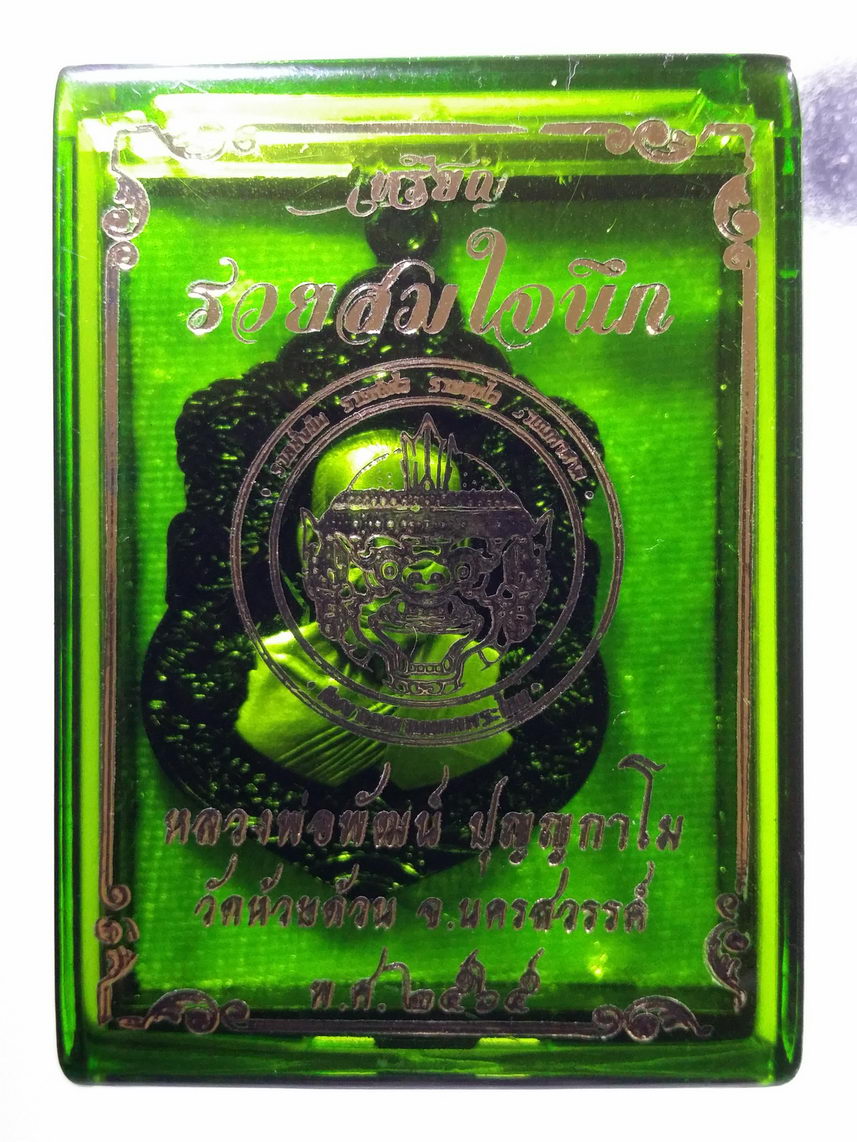 เหรียญ
รวยสมใจนึก
หลวงพ่อพัฒน์ ปุญญกาโม
วัดห้วยด้วน จ.นครสวรรค์
พ.ศ.๒๕๖๕